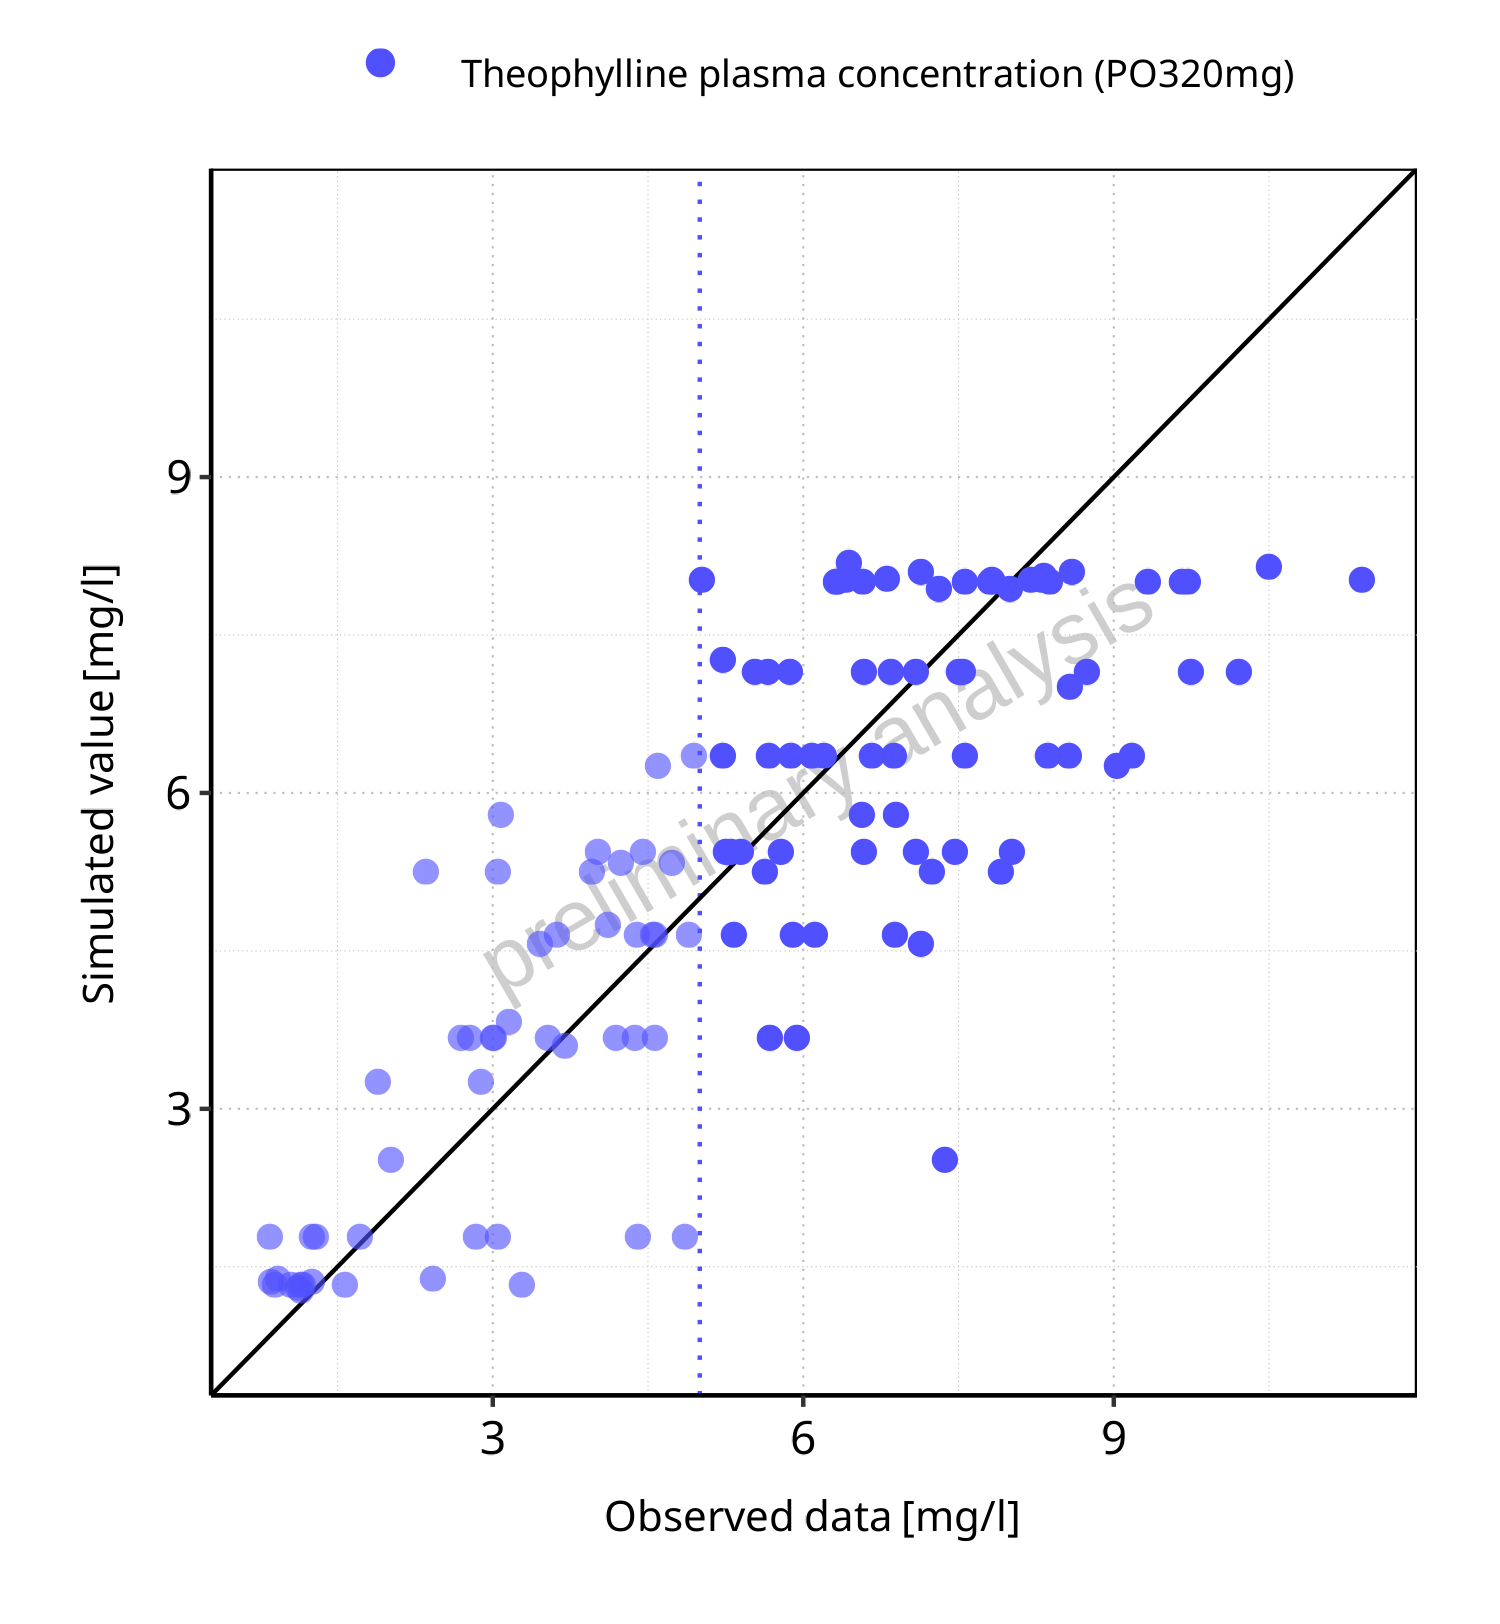 Theophylline plasma concentration (PO320mg)
9
6
3
Simulated value [mg/l]
preliminary analysis
3 6 9
Observed data [mg/l]